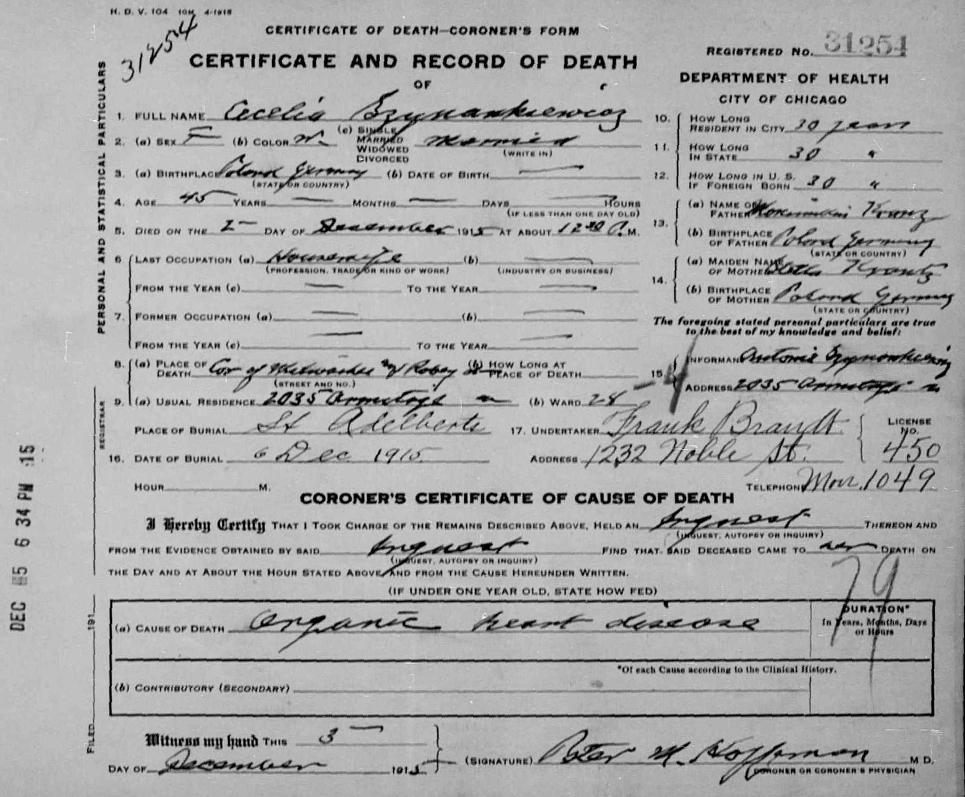 H. D. V. 104 10M 4-1915
CERTIFICATE OF DEATH—CORONER'S FORM
31254
REGISTERED No. 31254
CERTIFICATE AND RECORD OF DEATH
OF
DEPARTMENT OF HEALTH
CITY OF CHICAGO
PERSONAL AND STATISTICAL PARTICULARS
1. FULL NAME Cecelia Szymankiewicz
2. (a) SEX F (b) COLOR W. (c) SINGLE MARRIED WIDOWED DIVORCED Married
(WRITE IN)
3. (a) BIRTHPLACE Poland Germany (b) DATE OF BIRTH —
(STATE OR COUNTRY)
4. AGE 45 YEARS — MONTHS — DAYS — HOURS
(IF LESS THAN ONE DAY OLD)
5. DIED ON THE 2 DAY OF December 1915 AT ABOUT 12 30 P.M.
6 LAST OCCUPATION (a) Housewife (b) —
(PROFESSION, TRADE OR KIND OF WORK) (INDUSTRY OR BUSINESS)
FROM THE YEAR (c) — TO THE YEAR —
7. FORMER OCCUPATION (a) — (b) —
FROM THE YEAR (c) — TO THE YEAR —
8. (a) PLACE OF DEATH Cor of Milwaukee and Robey (b) HOW LONG AT PLACE OF DEATH
(STREET AND NO.)
9. (a) USUAL RESIDENCE 2035 Armitage (b) WARD 28
10. HOW LONG RESIDENT IN CITY 30 years
11. HOW LONG IN STATE 30 "
12. HOW LONG IN U. S. IF FOREIGN BORN 30 "
13. (a) NAME OF FATHER Kranz
(b) BIRTHPLACE OF FATHER Poland Germany
(STATE OR COUNTRY)
14. (a) MAIDEN NAME OF MOTHER Krantz
(b) BIRTHPLACE OF MOTHER Poland Germany
(STATE OR COUNTRY)
The foregoing stated personal particulars are true
to the best of my knowledge and belief:
15. INFORMANT Antonie Szymankiewicz
ADDRESS 2035 Armitage
REGISTRAR
PLACE OF BURIAL St Adelberts
16. DATE OF BURIAL 6 Dec 1915
HOUR M.
17. UNDERTAKER Frank Brandt
ADDRESS 1232 Noble St.
LICENSE No. 450
TELEPHONE Mon. 1049
CORONER'S CERTIFICATE OF CAUSE OF DEATH
I Hereby Certify THAT I TOOK CHARGE OF THE REMAINS DESCRIBED ABOVE, HELD AN Inquest THEREON AND
(INQUEST, AUTOPSY OR INQUIRY)
FROM THE EVIDENCE OBTAINED BY SAID Inquest FIND THAT SAID DECEASED CAME TO her DEATH ON
(INQUEST, AUTOPSY OR INQUIRY)
THE DAY AND AT ABOUT THE HOUR STATED ABOVE, AND FROM THE CAUSE HEREUNDER WRITTEN.
(IF UNDER ONE YEAR OLD, STATE HOW FED)
79
(a) CAUSE OF DEATH Organic heart disease
DURATION*
In Years, Months, Days
or Hours
*Of each Cause according to the Clinical History.
(b) CONTRIBUTORY (SECONDARY)
FILED 191
DEC 5 6 34 PM '15
Witness my hand THIS 3
DAY OF December 1915 (SIGNATURE) Peter M. Hoffman M D.
CORONER OR CORONER'S PHYSICIAN